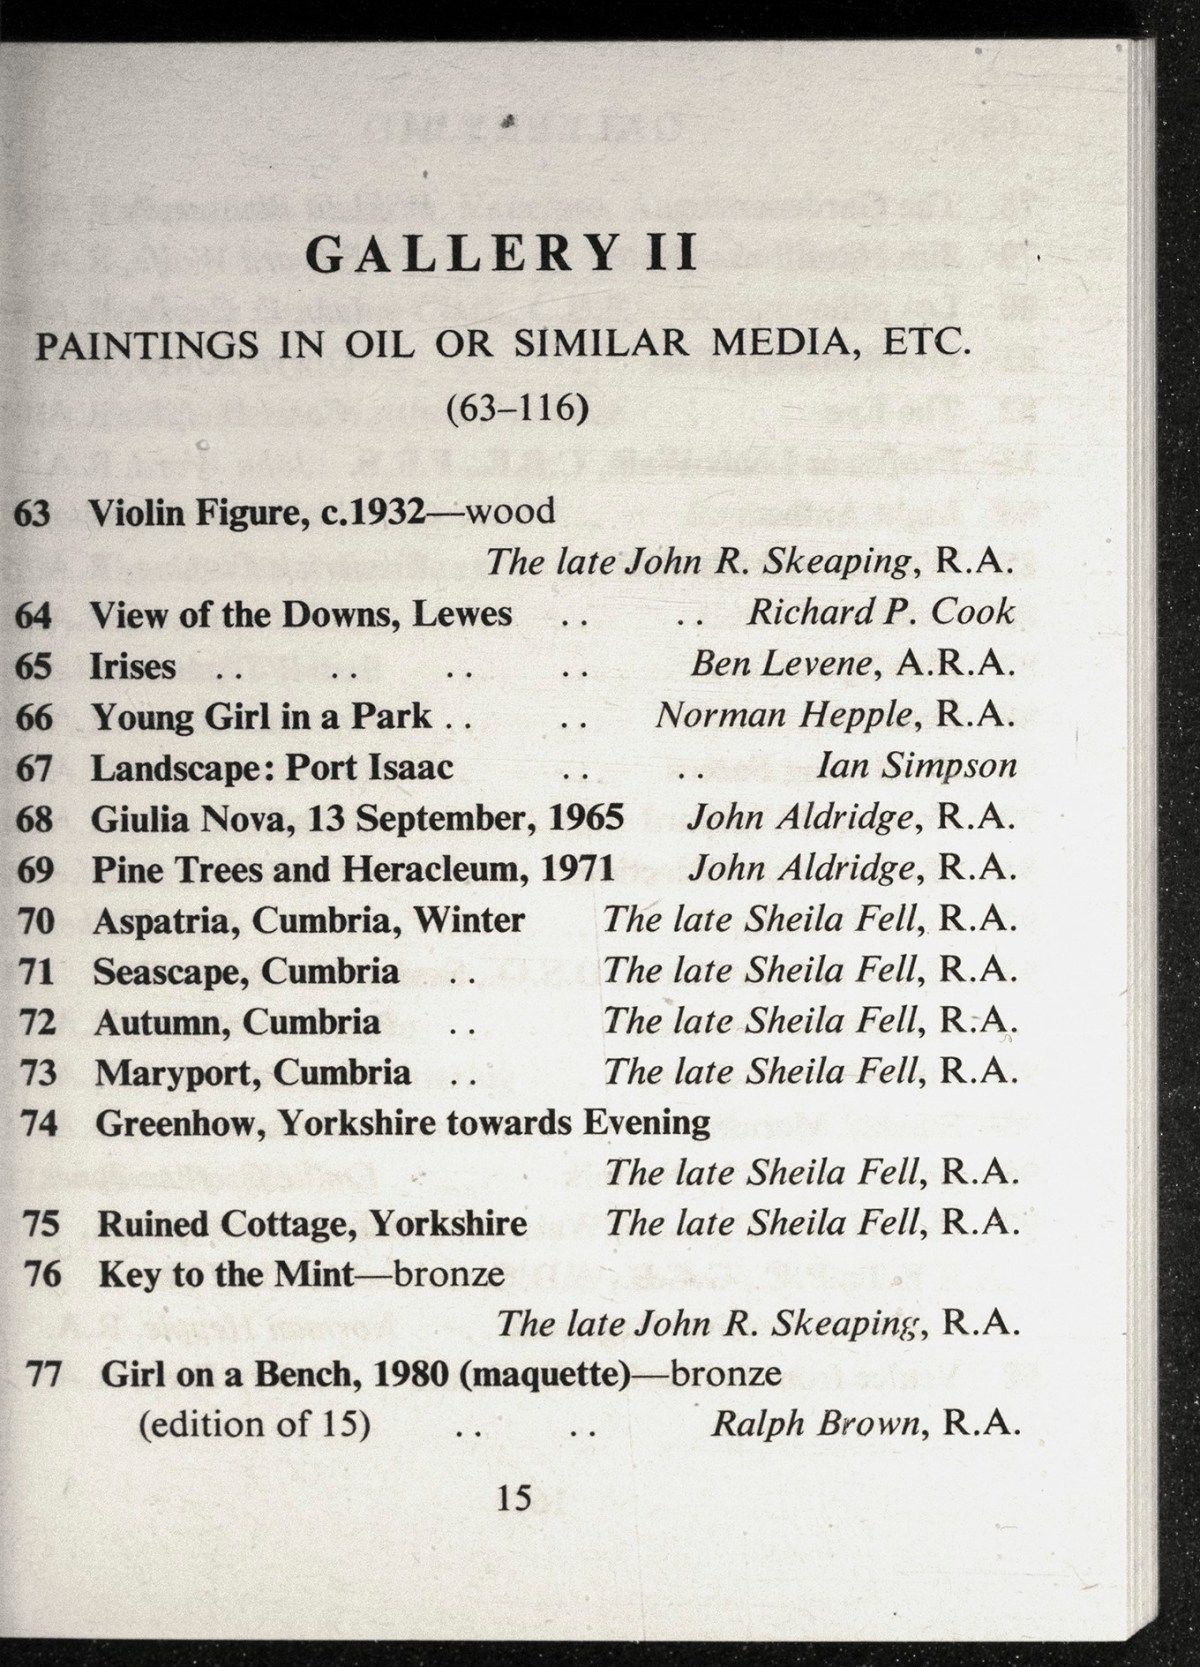 GALLERY II
PAINTINGS IN OIL OR SIMILAR MEDIA, ETC.
(63–116)
63 Violin Figure, c.1932—wood
The late John R. Skeaping, R.A.
64 View of the Downs, Lewes .. .. Richard P. Cook
65 Irises .. .. .. .. Ben Levene, A.R.A.
66 Young Girl in a Park .. .. Norman Hepple, R.A.
67 Landscape: Port Isaac .. .. Ian Simpson
68 Giulia Nova, 13 September, 1965 John Aldridge, R.A.
69 Pine Trees and Heracleum, 1971 John Aldridge, R.A.
70 Aspatria, Cumbria, Winter The late Sheila Fell, R.A.
71 Seascape, Cumbria .. The late Sheila Fell, R.A.
72 Autumn, Cumbria .. The late Sheila Fell, R.A.
73 Maryport, Cumbria .. The late Sheila Fell, R.A.
74 Greenhow, Yorkshire towards Evening
The late Sheila Fell, R.A.
75 Ruined Cottage, Yorkshire The late Sheila Fell, R.A.
76 Key to the Mint—bronze
The late John R. Skeaping, R.A.
77 Girl on a Bench, 1980 (maquette)—bronze
(edition of 15) .. .. Ralph Brown, R.A.
15